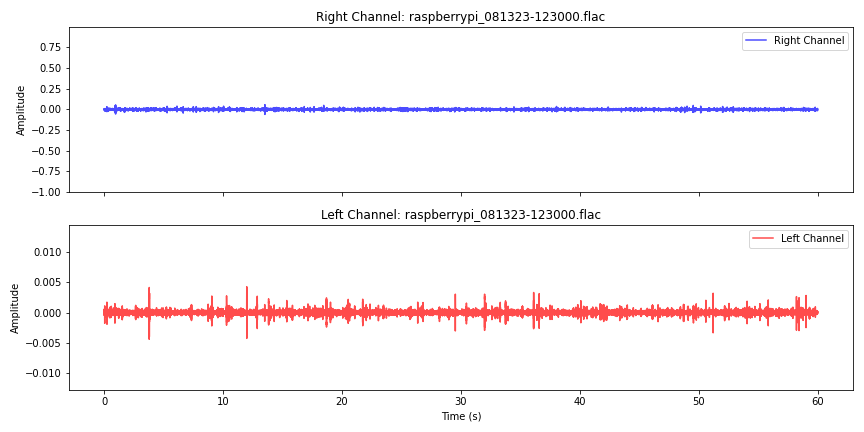 Right Channel: raspberrypi_081323-123000.flac
Right Channel
0.75
0.50
0.25
0.00
−0.25
−0.50
−0.75
−1.00
Amplitude
Left Channel: raspberrypi_081323-123000.flac
Left Channel
0.010
0.005
0.000
−0.005
−0.010
Amplitude
0 10 20 30 40 50 60
Time (s)